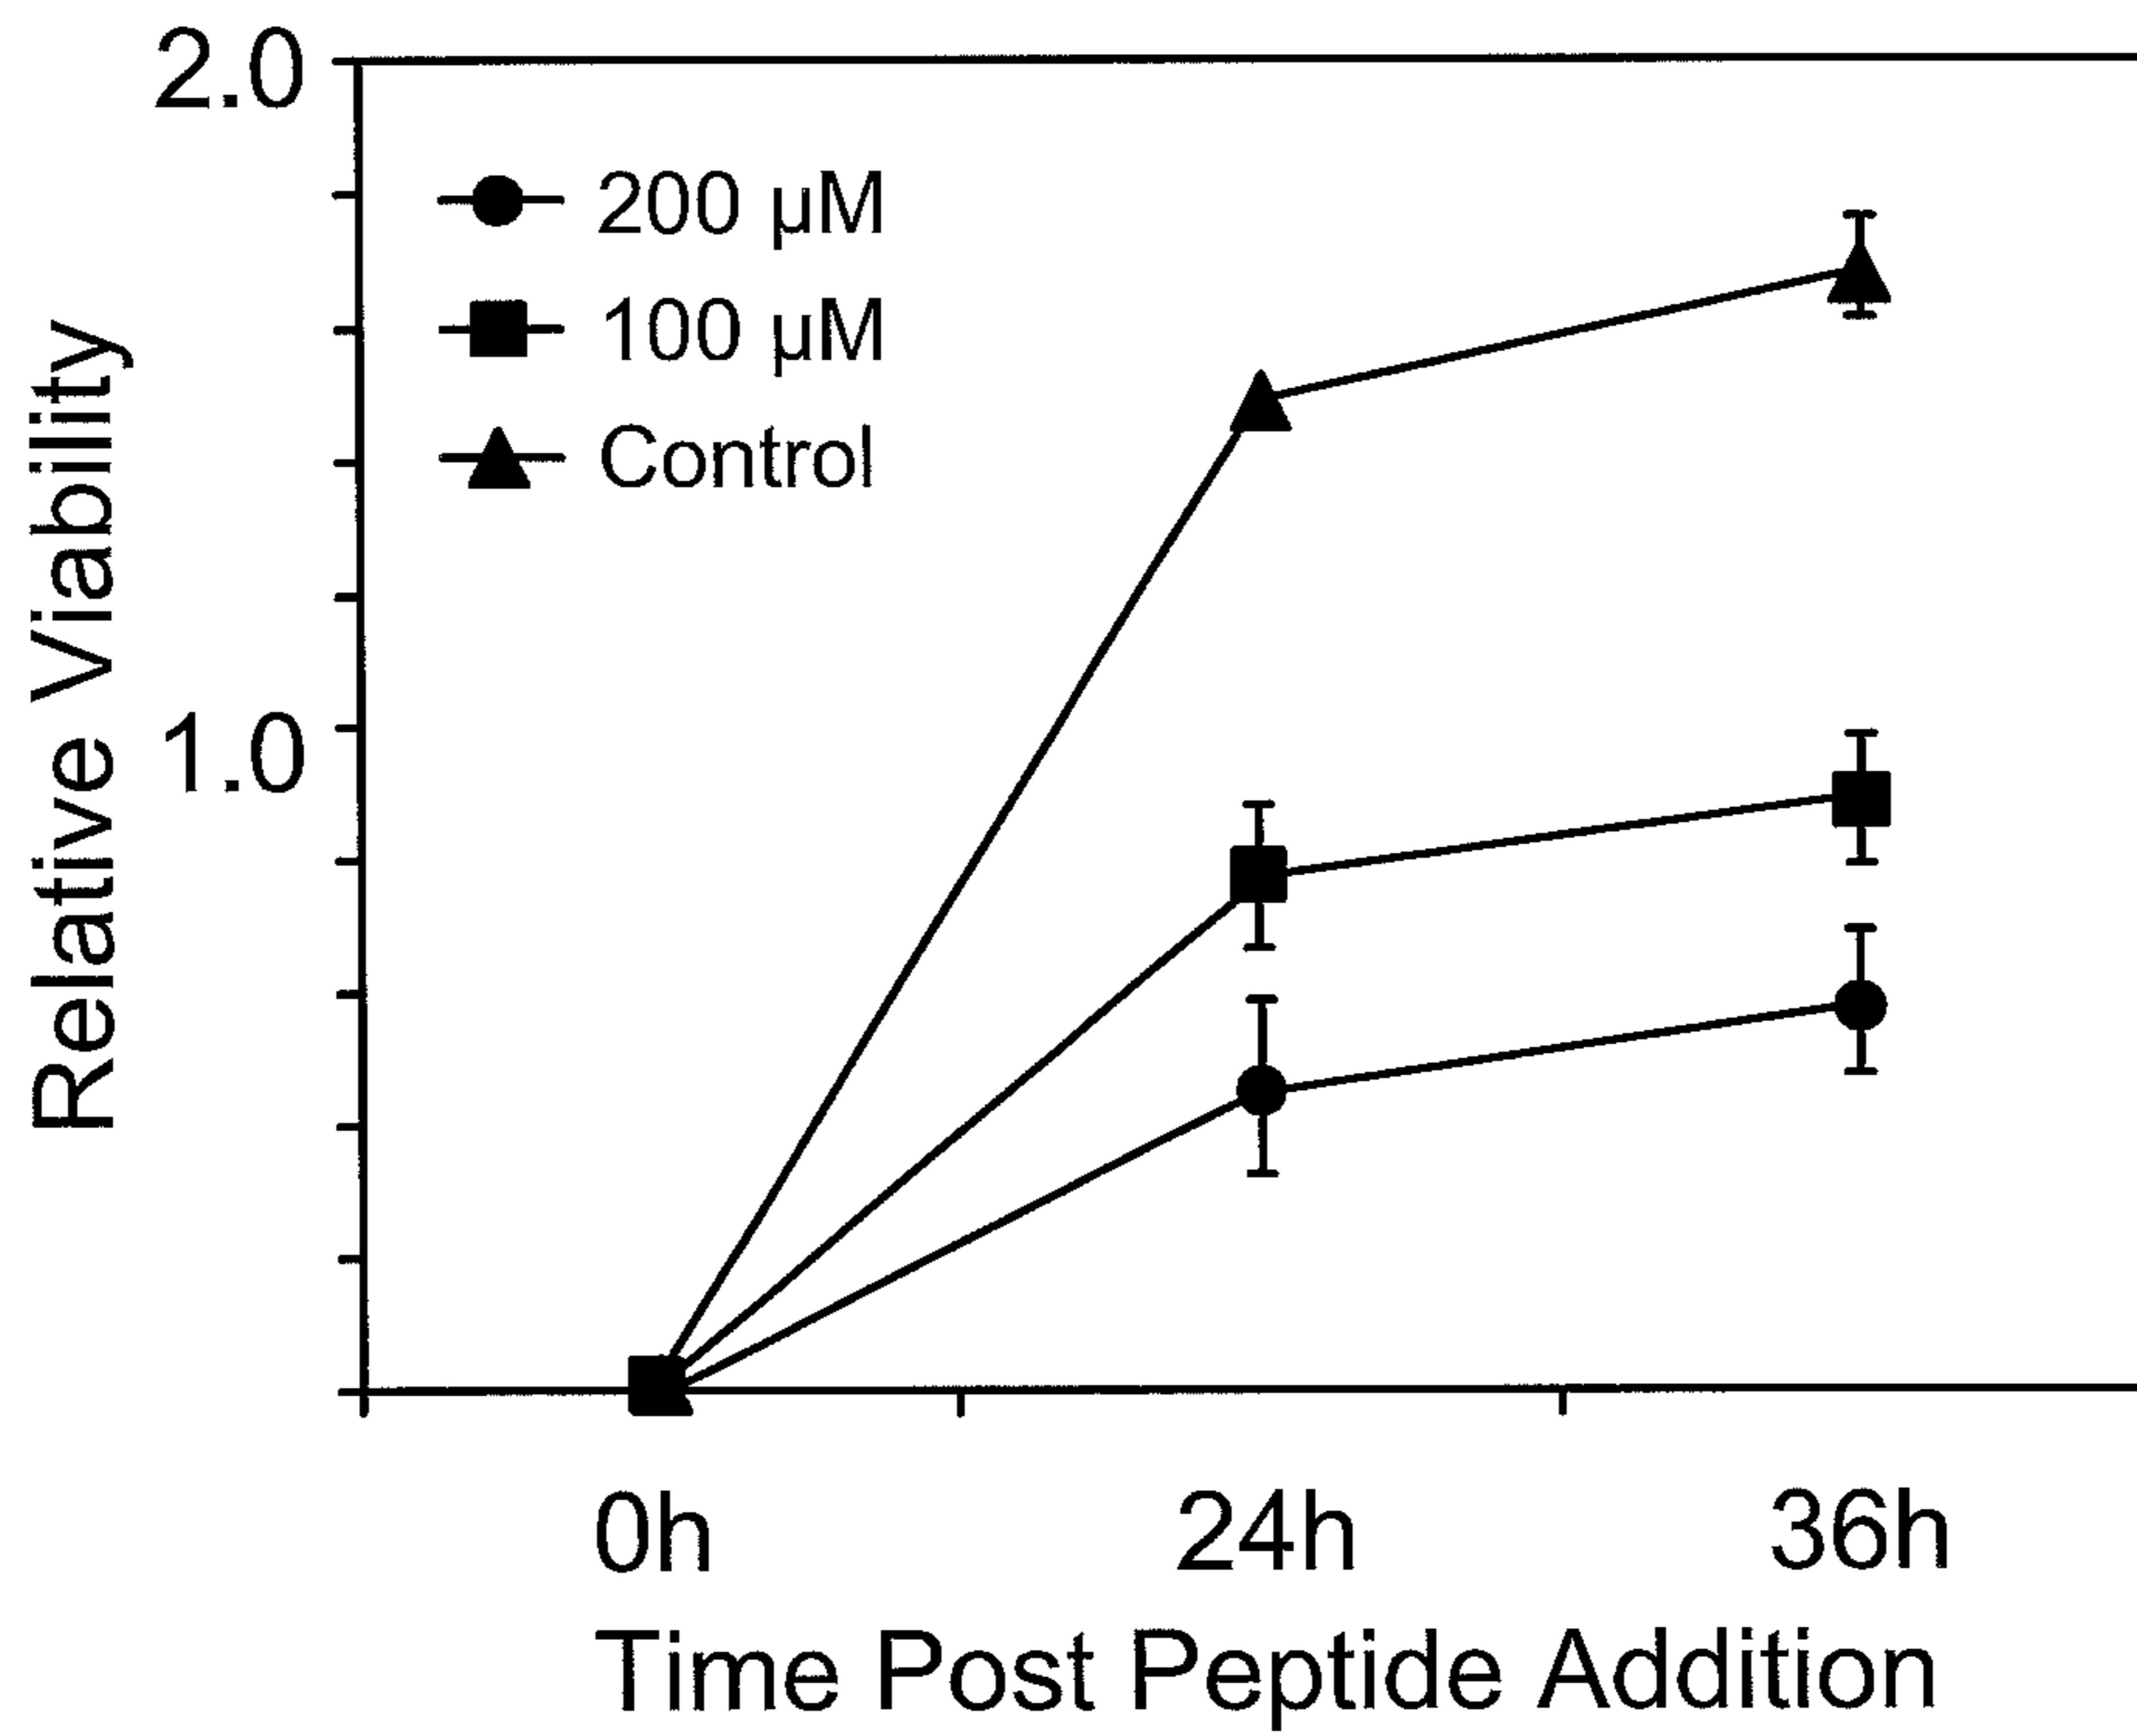 2.0
200 µM
100 µM
Control
Relative Viability
1.0
0h 24h 36h
Time Post Peptide Addition